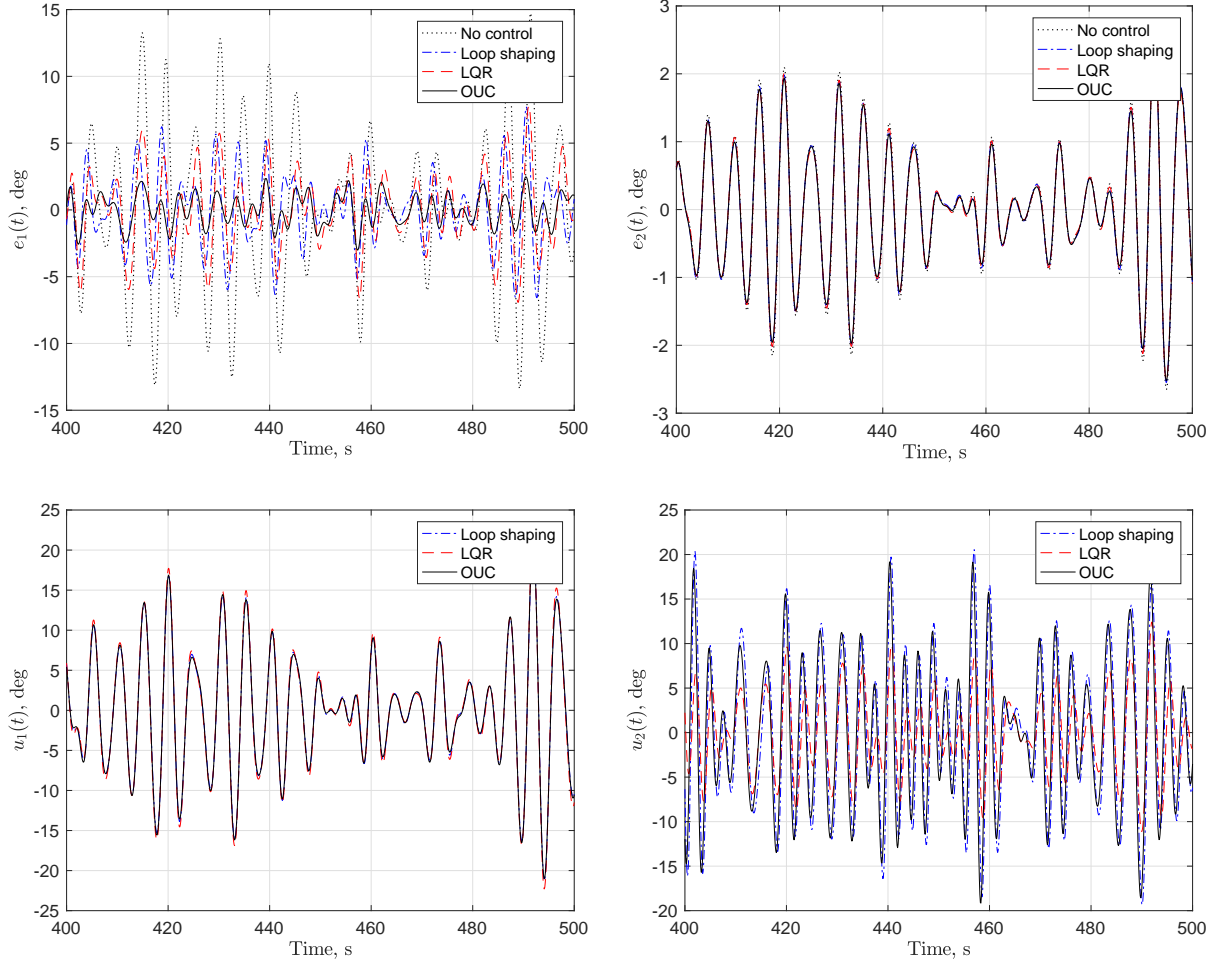 15
10
5
0
-5
-10
-15
400
420
440
460
480
500
Time, s
e1(t), deg
No control
Loop shaping
LQR
OUC
3
2
1
0
-1
-2
-3
400
420
440
460
480
500
Time, s
e2(t), deg
No control
Loop shaping
LQR
OUC
25
20
15
10
5
0
-5
-10
-15
-20
-25
400
420
440
460
480
500
Time, s
u1(t), deg
Loop shaping
LQR
OUC
25
20
15
10
5
0
-5
-10
-15
-20
400
420
440
460
480
500
Time, s
u2(t), deg
Loop shaping
LQR
OUC